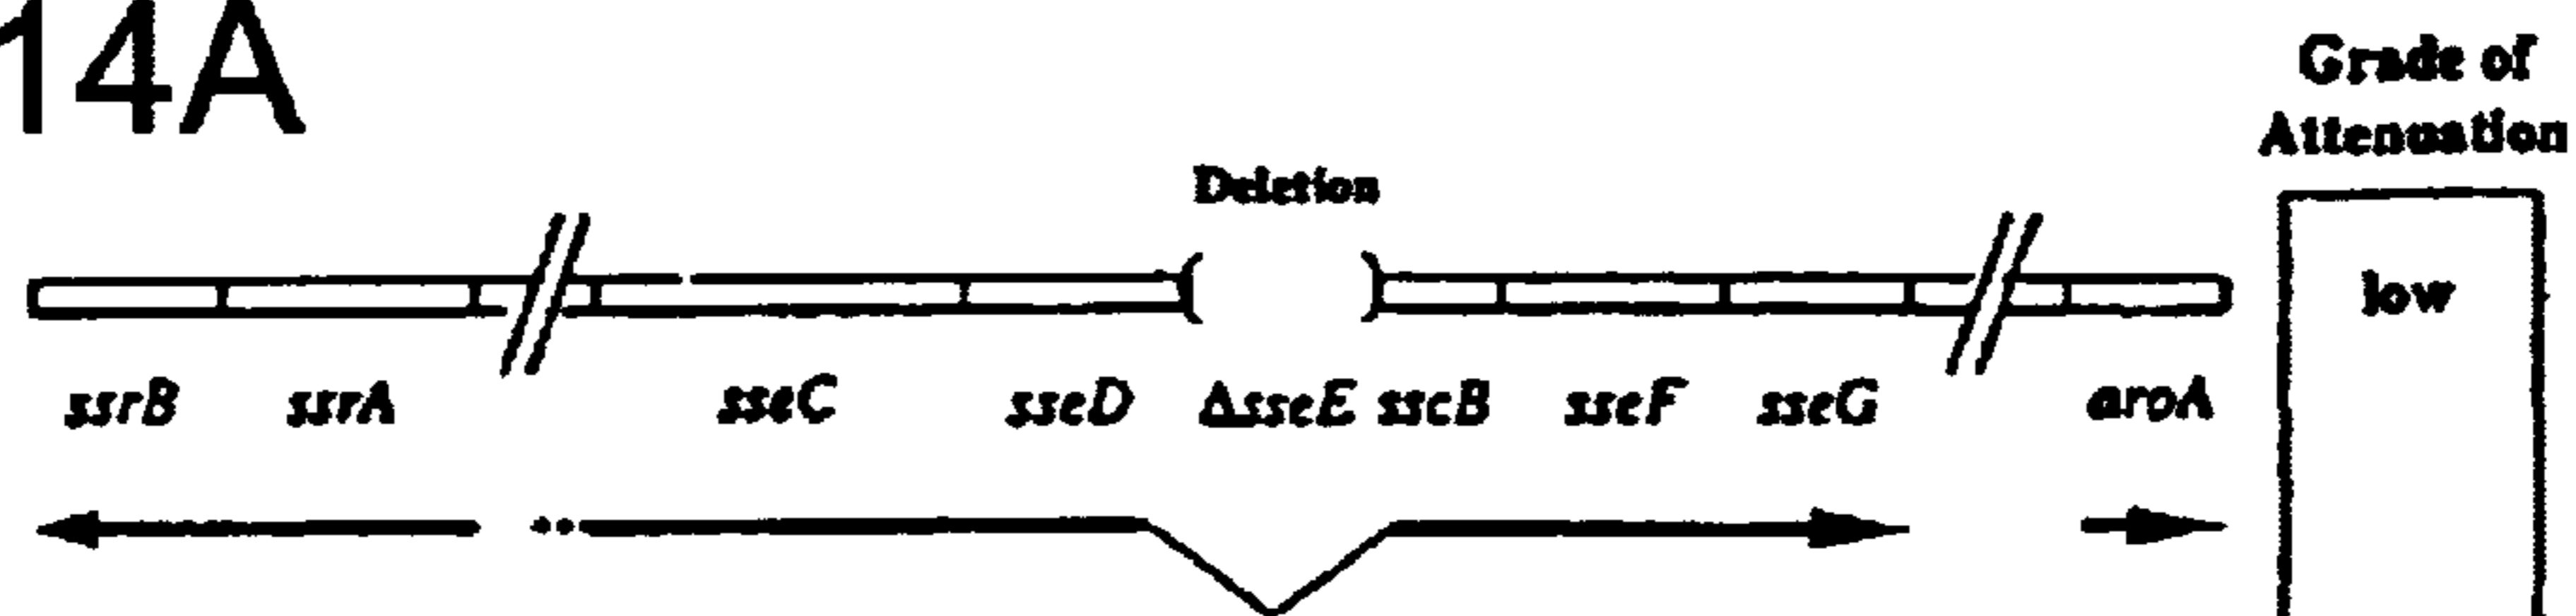 14A
Grade of
Attenuation
Deletion
low
ssrB ssrA sseC sseD ΔsseE sscB sseF sseG aroA